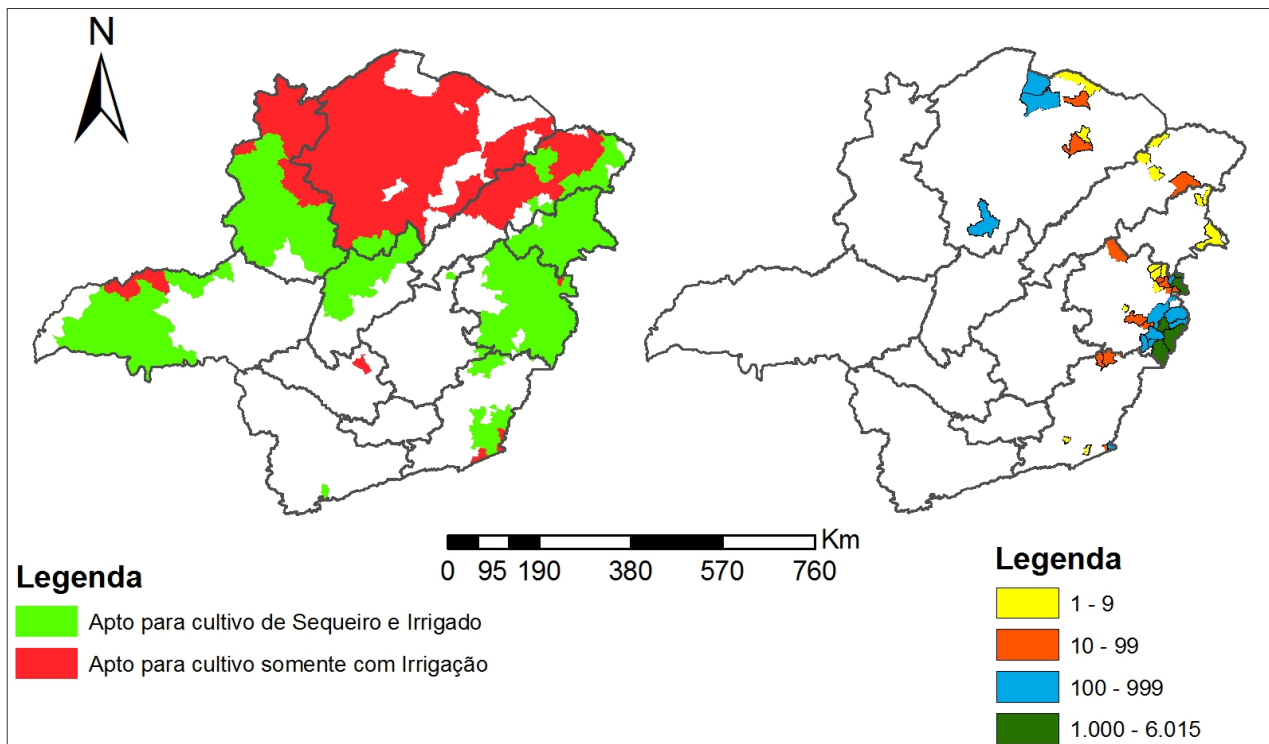 N
Km
0 95 190 380 570 760
Legenda
Apto para cultivo de Sequeiro e Irrigado
Apto para cultivo somente com Irrigação
Legenda
1 - 9
10 - 99
100 - 999
1.000 - 6.015